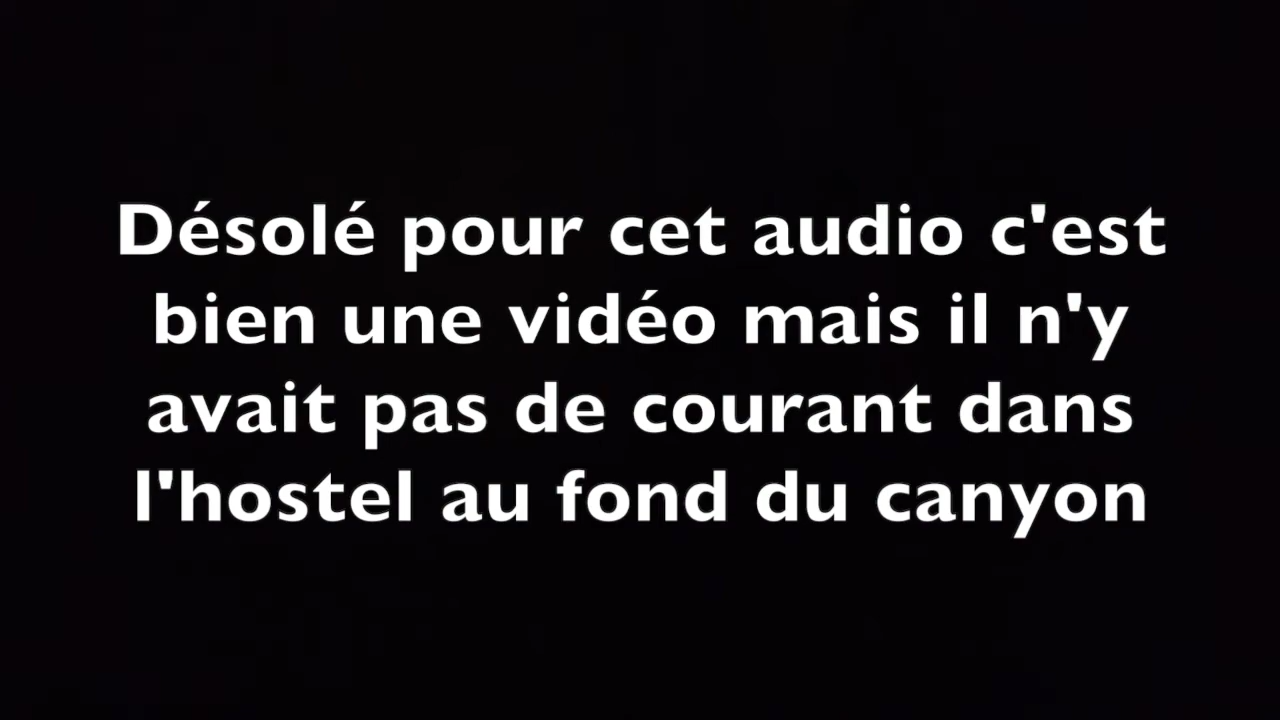 Désolé pour cet audio c'est
bien une vidéo mais il n'y
avait pas de courant dans
l'hostel au fond du canyon